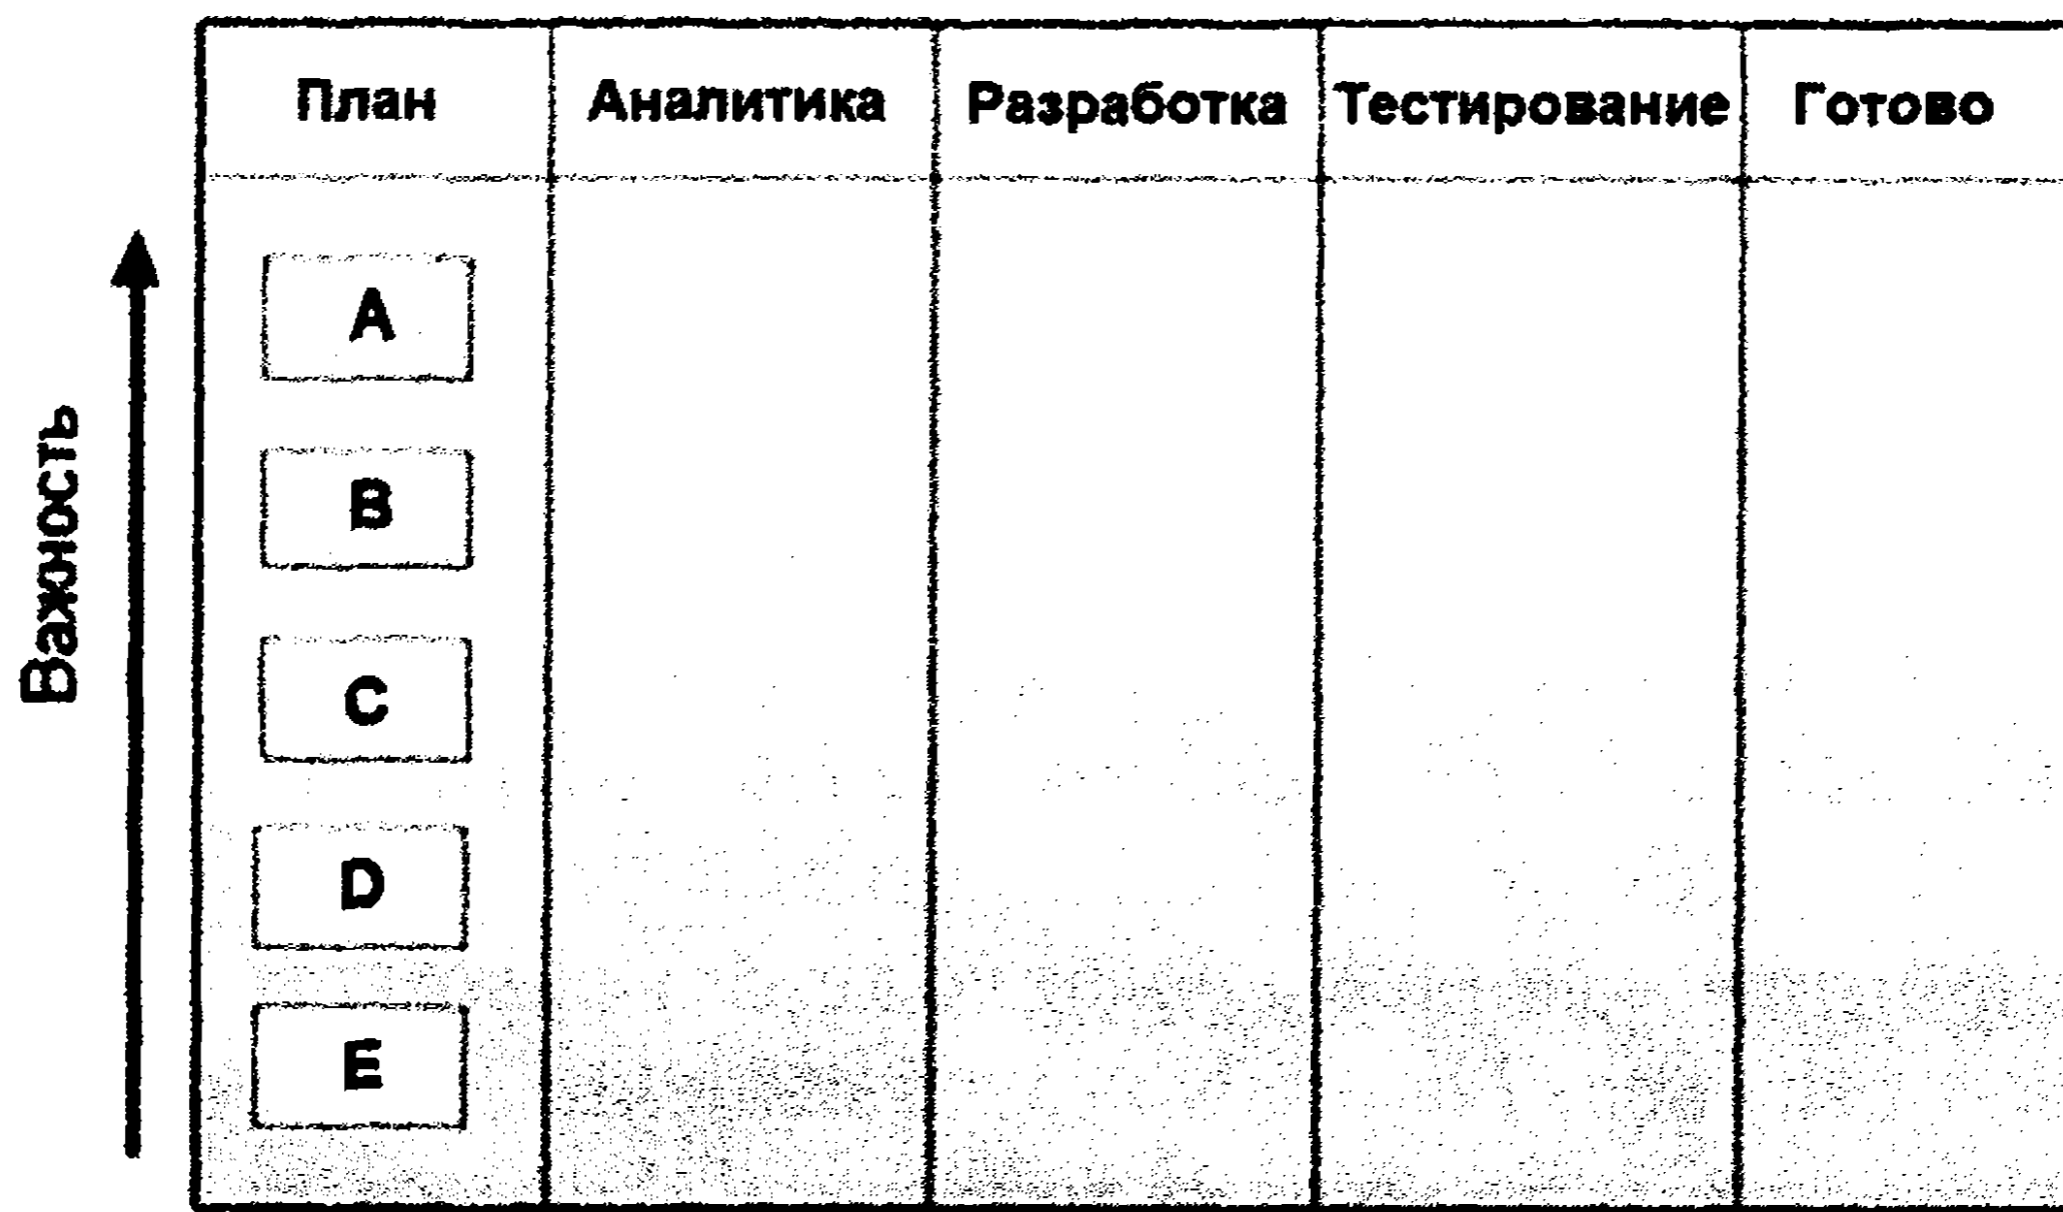 План Аналитика Разработка Тестирование Готово
Важность
A
B
C
D
E